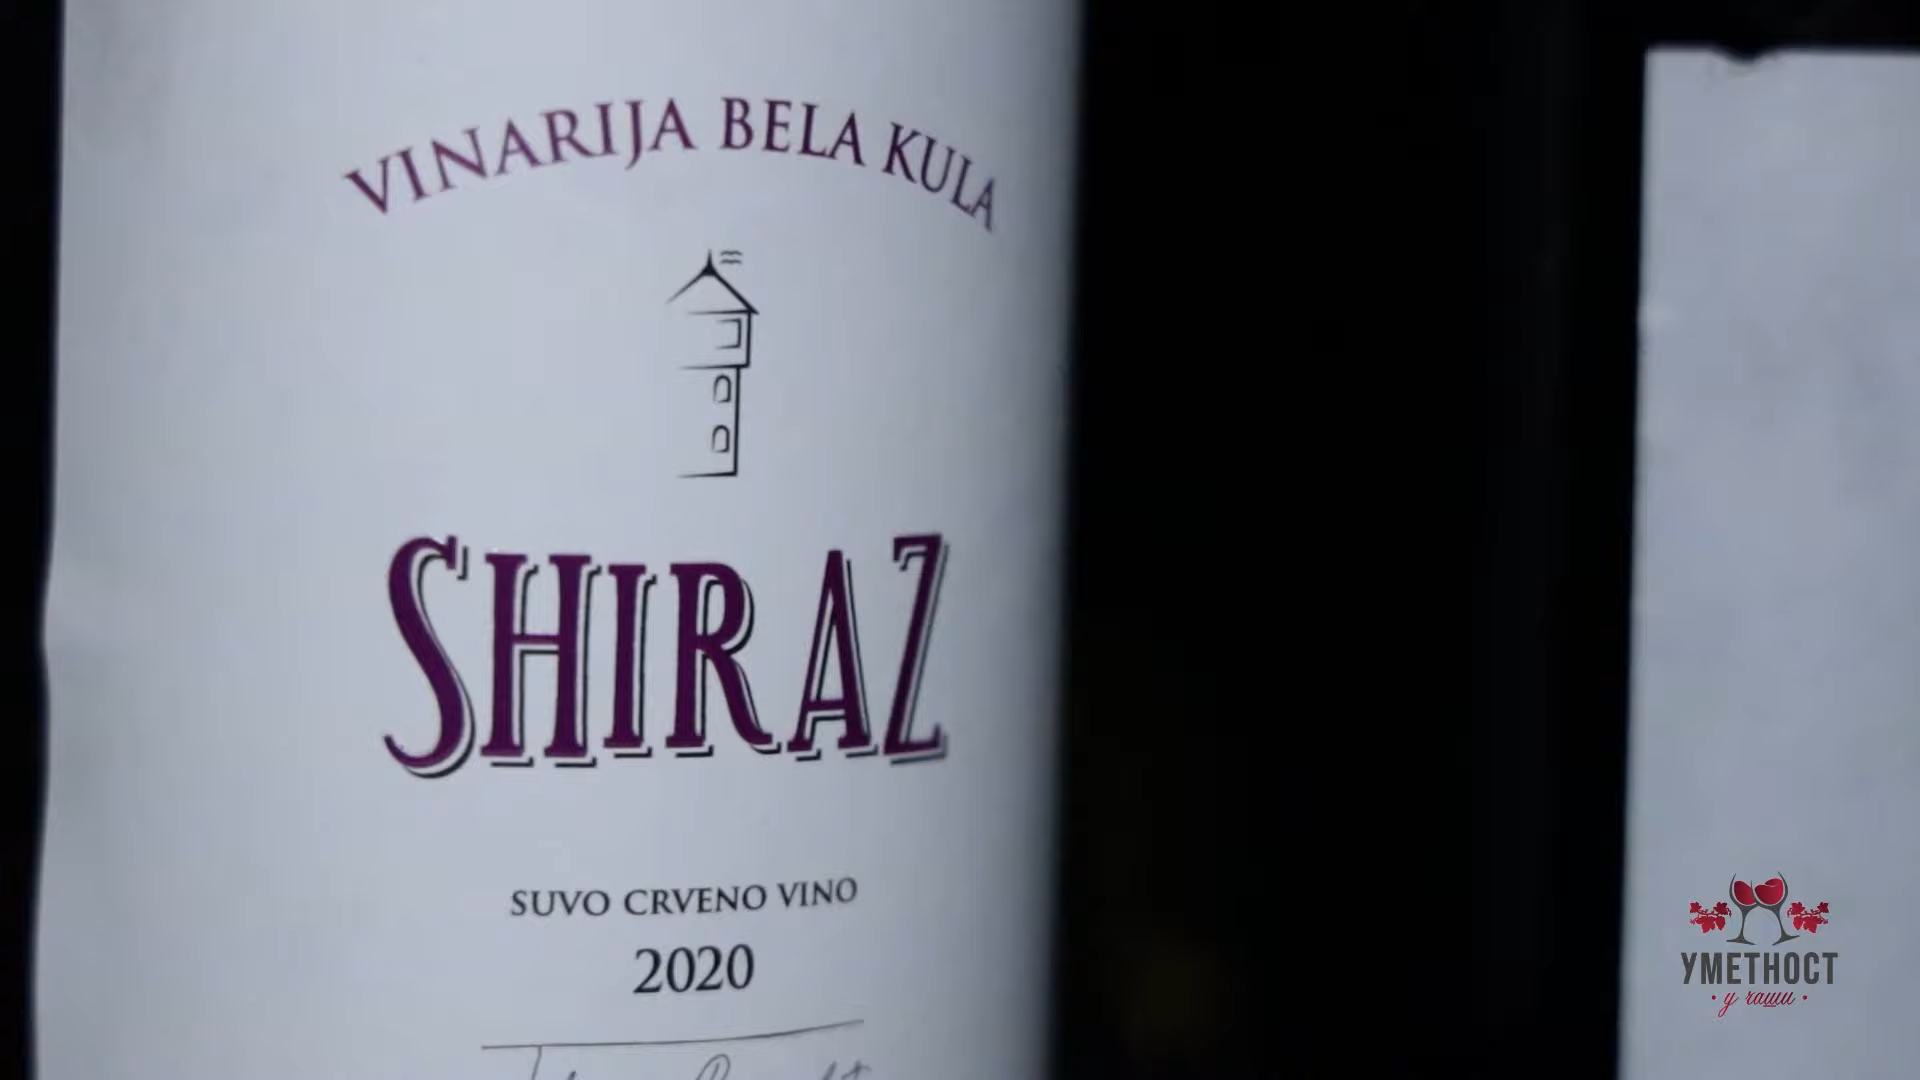 VINARIJA BELA KULA
SHIRAZ
SUVO CRVENO VINO
2020
УМЕТНОСТ
у чаши